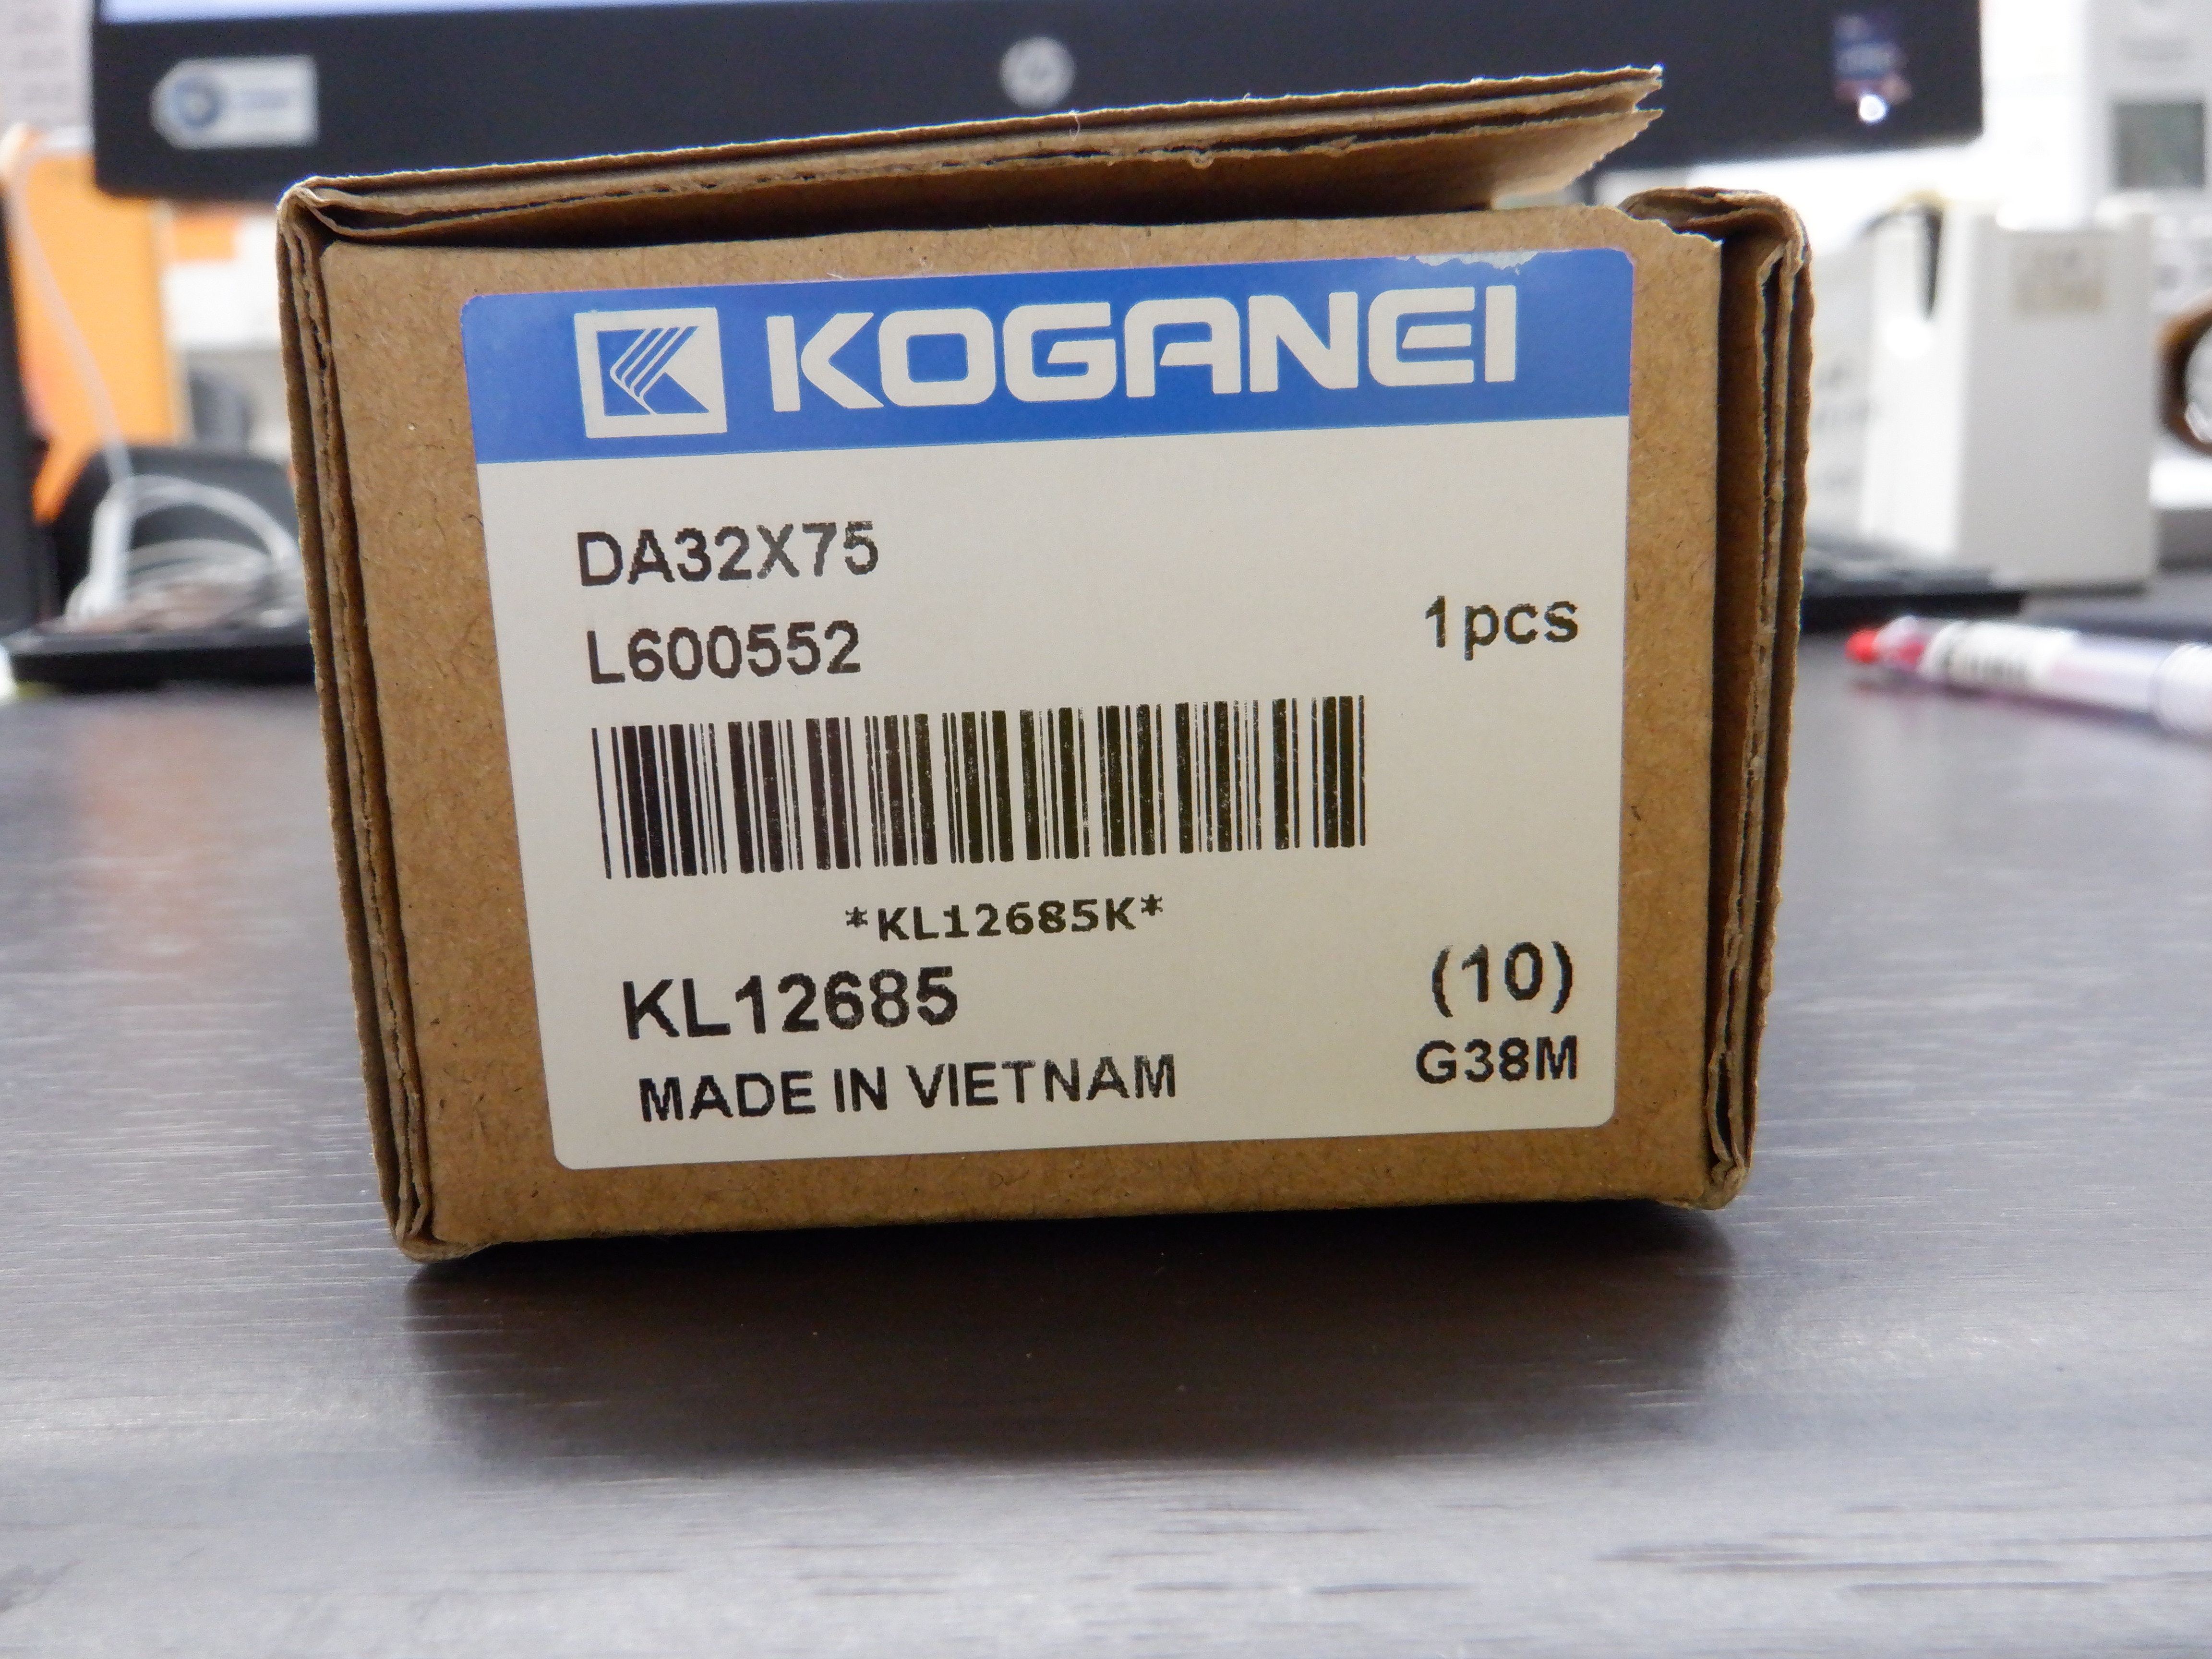 KOGANEI
DA32X75
L600552
1pcs
*KL12685K*
KL12685
(10)
MADE IN VIETNAM
G38M